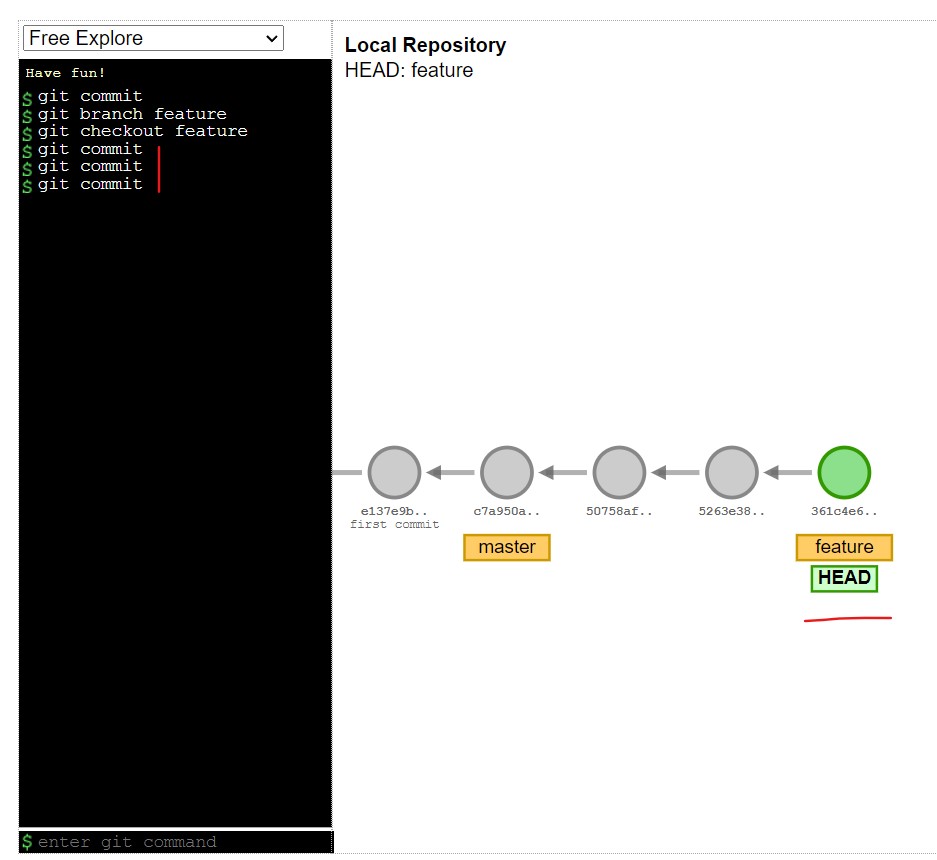 Free Explore
Have fun!
$ git commit
$ git branch feature
$ git checkout feature
$ git commit
$ git commit
$ git commit
$ enter git command
Local Repository
HEAD: feature
e137e9b.. c7a950a.. 50758af.. 5263e38.. 361c4e6..
first commit
master feature
HEAD